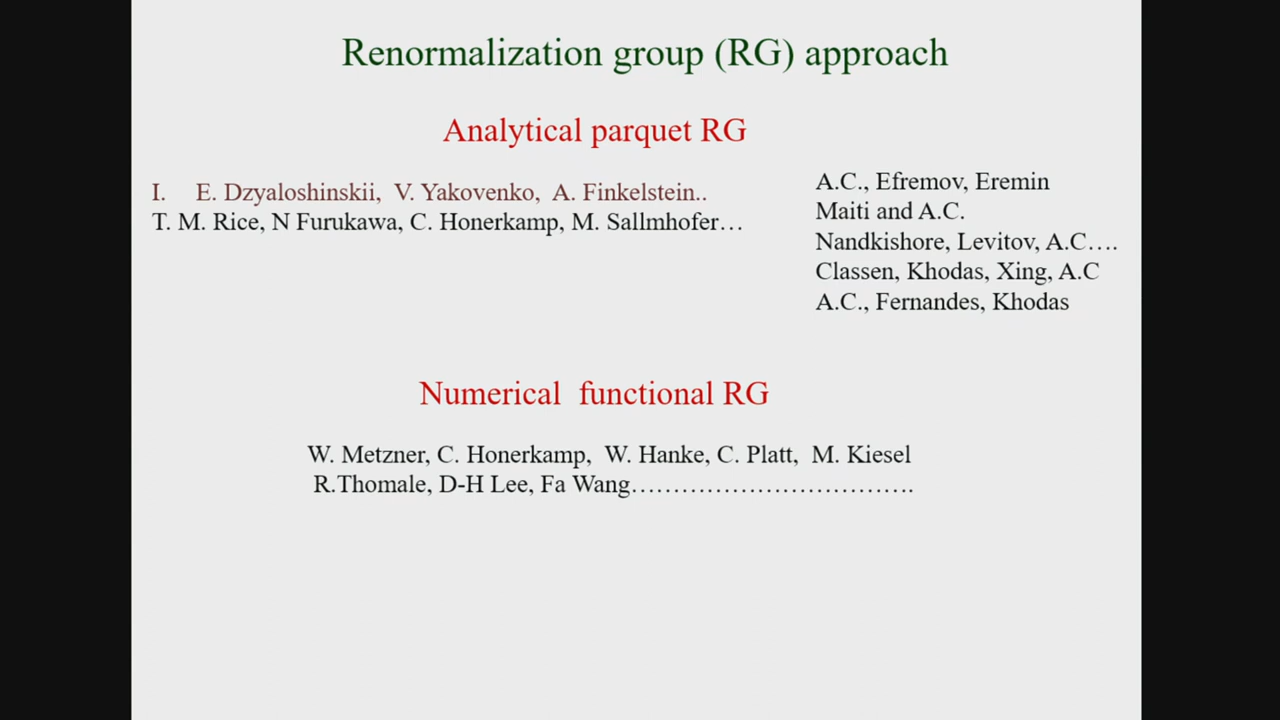 Renormalization group (RG) approach
Analytical parquet RG
I. E. Dzyaloshinskii, V. Yakovenko, A. Finkelstein..
T. M. Rice, N Furukawa, C. Honerkamp, M. Sallmhofer…
A.C., Efremov, Eremin
Maiti and A.C.
Nandkishore, Levitov, A.C….
Classen, Khodas, Xing, A.C
A.C., Fernandes, Khodas
Numerical functional RG
W. Metzner, C. Honerkamp, W. Hanke, C. Platt, M. Kiesel
R.Thomale, D-H Lee, Fa Wang…………………………….